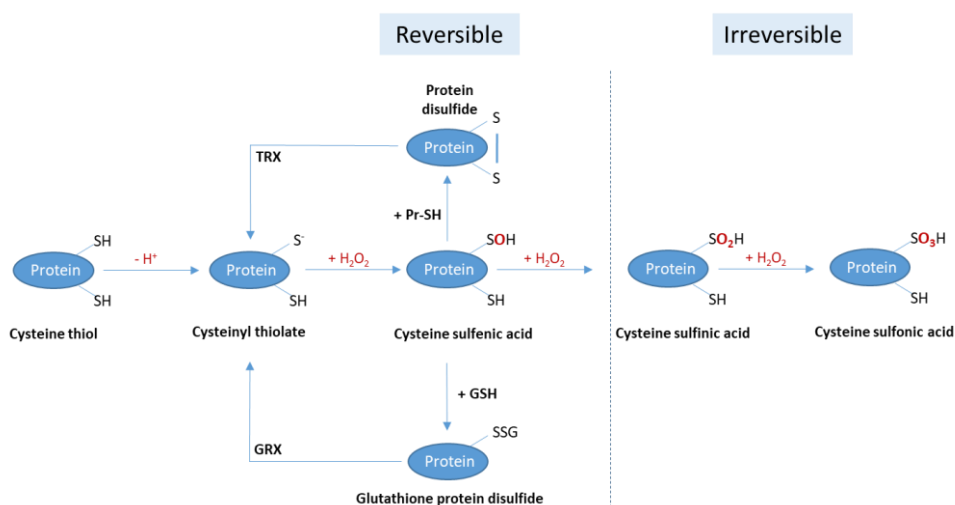 Reversible
Irreversible
Protein
disulfide
S
Protein
S
TRX
+ Pr-SH
SH
Protein
SH
Cysteine thiol
- H⁺
S⁻
Protein
SH
Cysteinyl thiolate
+ H₂O₂
SOH
Protein
SH
Cysteine sulfenic acid
+ H₂O₂
SO₂H
Protein
SH
Cysteine sulfinic acid
+ H₂O₂
SO₃H
Protein
SH
Cysteine sulfonic acid
+ GSH
GRX
SSG
Protein
Glutathione protein disulfide